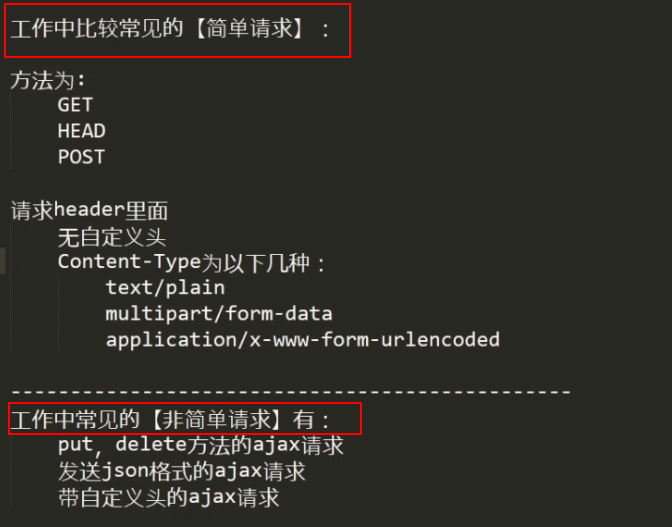 工作中比较常见的【简单请求】：
方法为：
GET
HEAD
POST
请求header里面
无自定义头
Content-Type为以下几种：
text/plain
multipart/form-data
application/x-www-form-urlencoded
-----------------------------------------------
工作中常见的【非简单请求】有：
put, delete方法的ajax请求
发送json格式的ajax请求
带自定义头的ajax请求